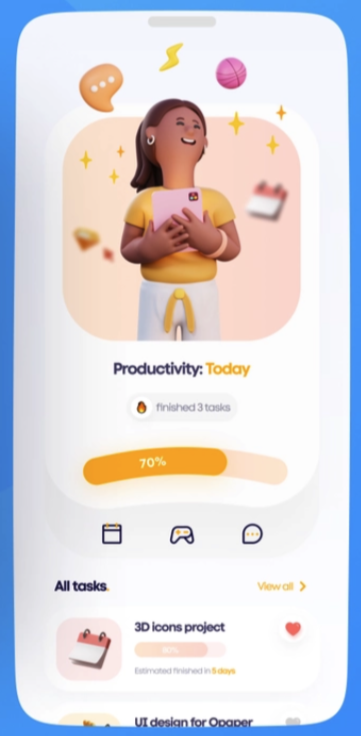 Productivity: Today
finished 3 tasks
70%
All tasks.
View all
3D icons project
Estimated finished in 5 days
UI design for Opaper